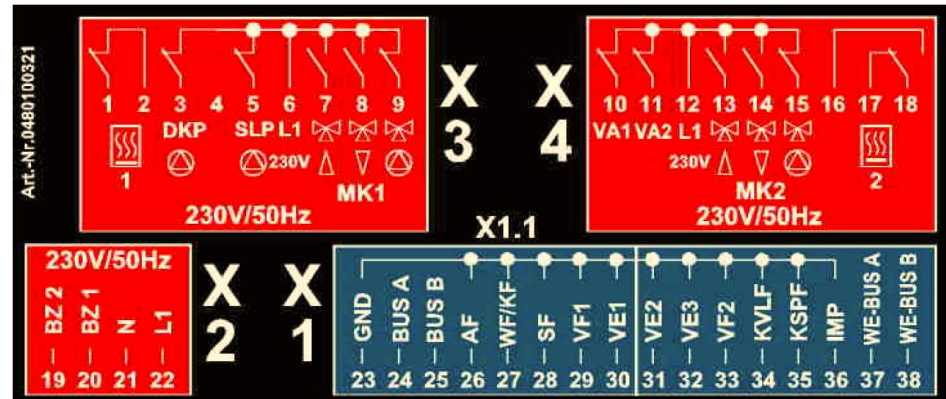 Art.-Nr.0480100321
1 2 3 4 5 6 7 8 9
DKP SLP L1
230V
1
MK1
230V/50Hz
X
3
X
4
10 11 12 13 14 15 16 17 18
VA1 VA2 L1
230V
2
MK2
230V/50Hz
X1.1
230V/50Hz
BZ 2 BZ 1 N L1
19 20 21 22
X
2
X
1
GND BUS A BUS B AF WF/KF SF VF1 VE1 VE2 VE3 VF2 KVLF KSPF IMP WE-BUS A WE-BUS B
23 24 25 26 27 28 29 30 31 32 33 34 35 36 37 38